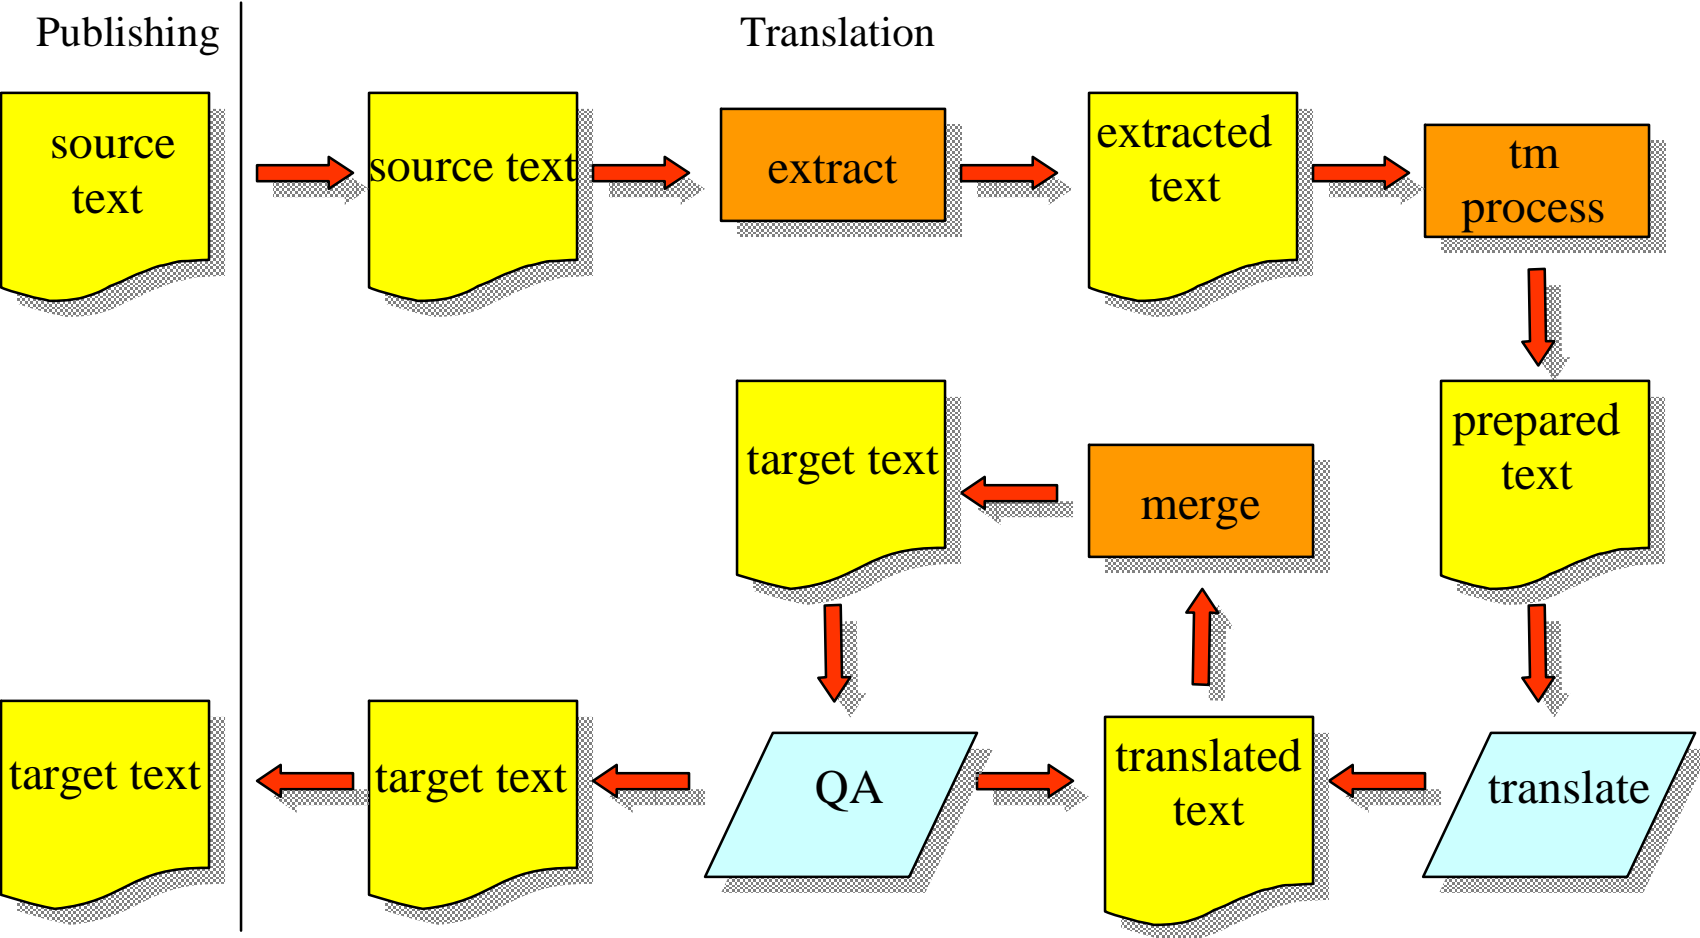 Publishing
Translation
source
text
source text
extract
extracted
text
tm
process
target text
merge
prepared
text
target text
target text
QA
translated
text
translate